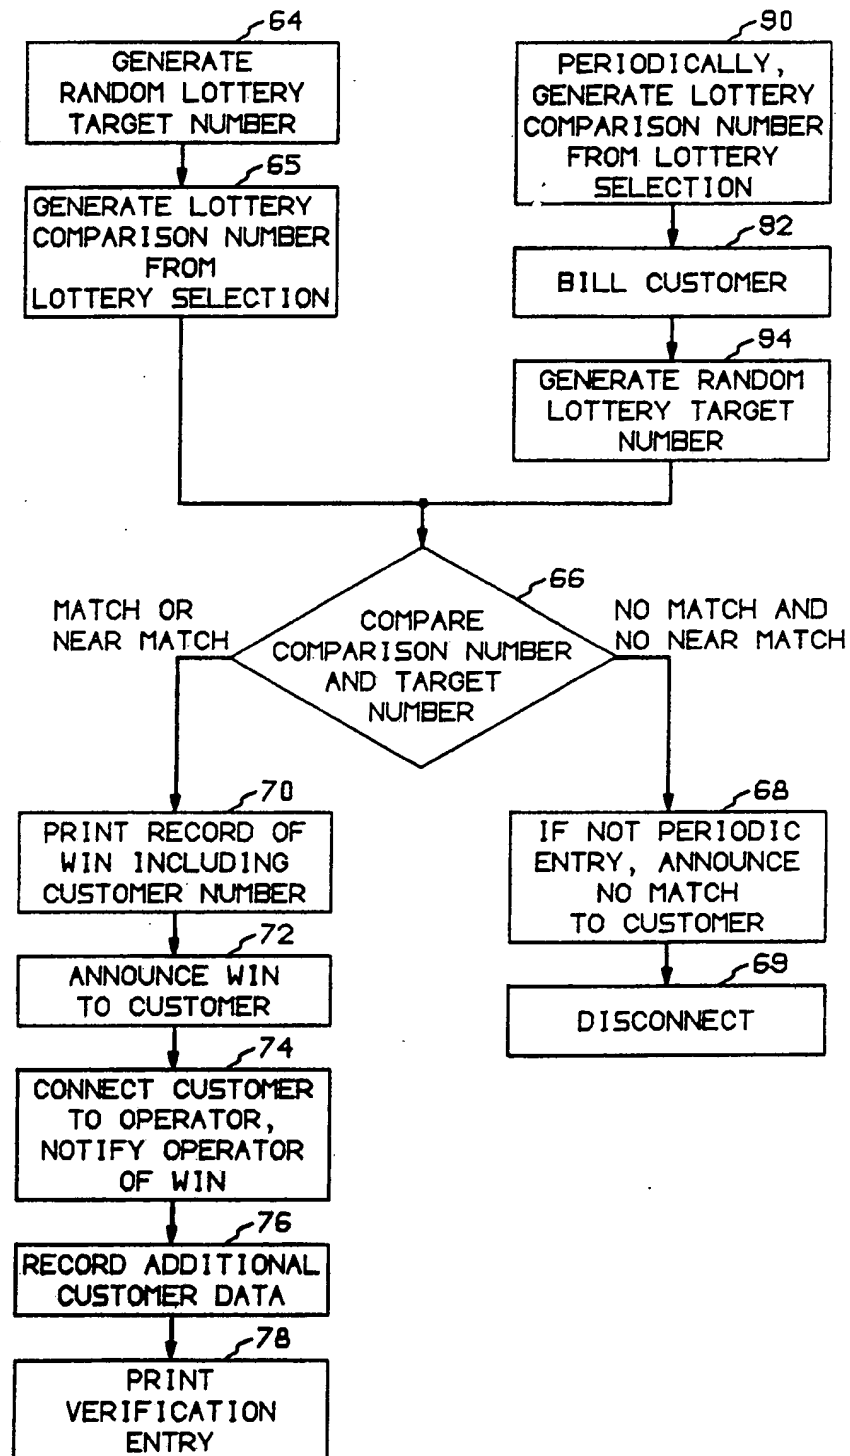 64
GENERATE
RANDOM LOTTERY
TARGET NUMBER
65
GENERATE LOTTERY
COMPARISON NUMBER
FROM
LOTTERY SELECTION
90
PERIODICALLY,
GENERATE LOTTERY
COMPARISON NUMBER
FROM LOTTERY
SELECTION
92
BILL CUSTOMER
94
GENERATE RANDOM
LOTTERY TARGET
NUMBER
66
COMPARE
COMPARISON NUMBER
AND TARGET
NUMBER
MATCH OR
NEAR MATCH
NO MATCH AND
NO NEAR MATCH
70
PRINT RECORD OF
WIN INCLUDING
CUSTOMER NUMBER
72
ANNOUNCE WIN
TO CUSTOMER
74
CONNECT CUSTOMER
TO OPERATOR,
NOTIFY OPERATOR
OF WIN
76
RECORD ADDITIONAL
CUSTOMER DATA
78
PRINT
VERIFICATION
ENTRY
68
IF NOT PERIODIC
ENTRY, ANNOUNCE
NO MATCH
TO CUSTOMER
69
DISCONNECT